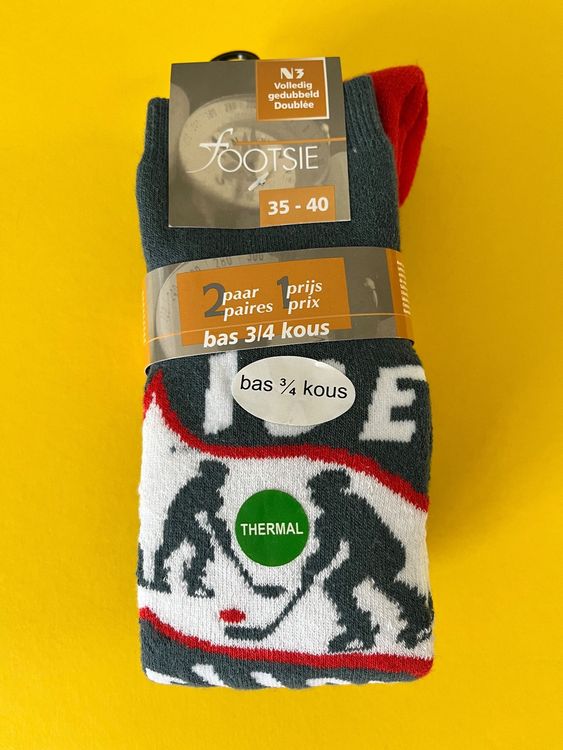 N3
Volledig
gedubbeld
Doublée
fOOTSIE
35 - 40
2 paar 1 prijs
paires prix
bas 3/4 kous
ICE
bas ¾ kous
THERMAL